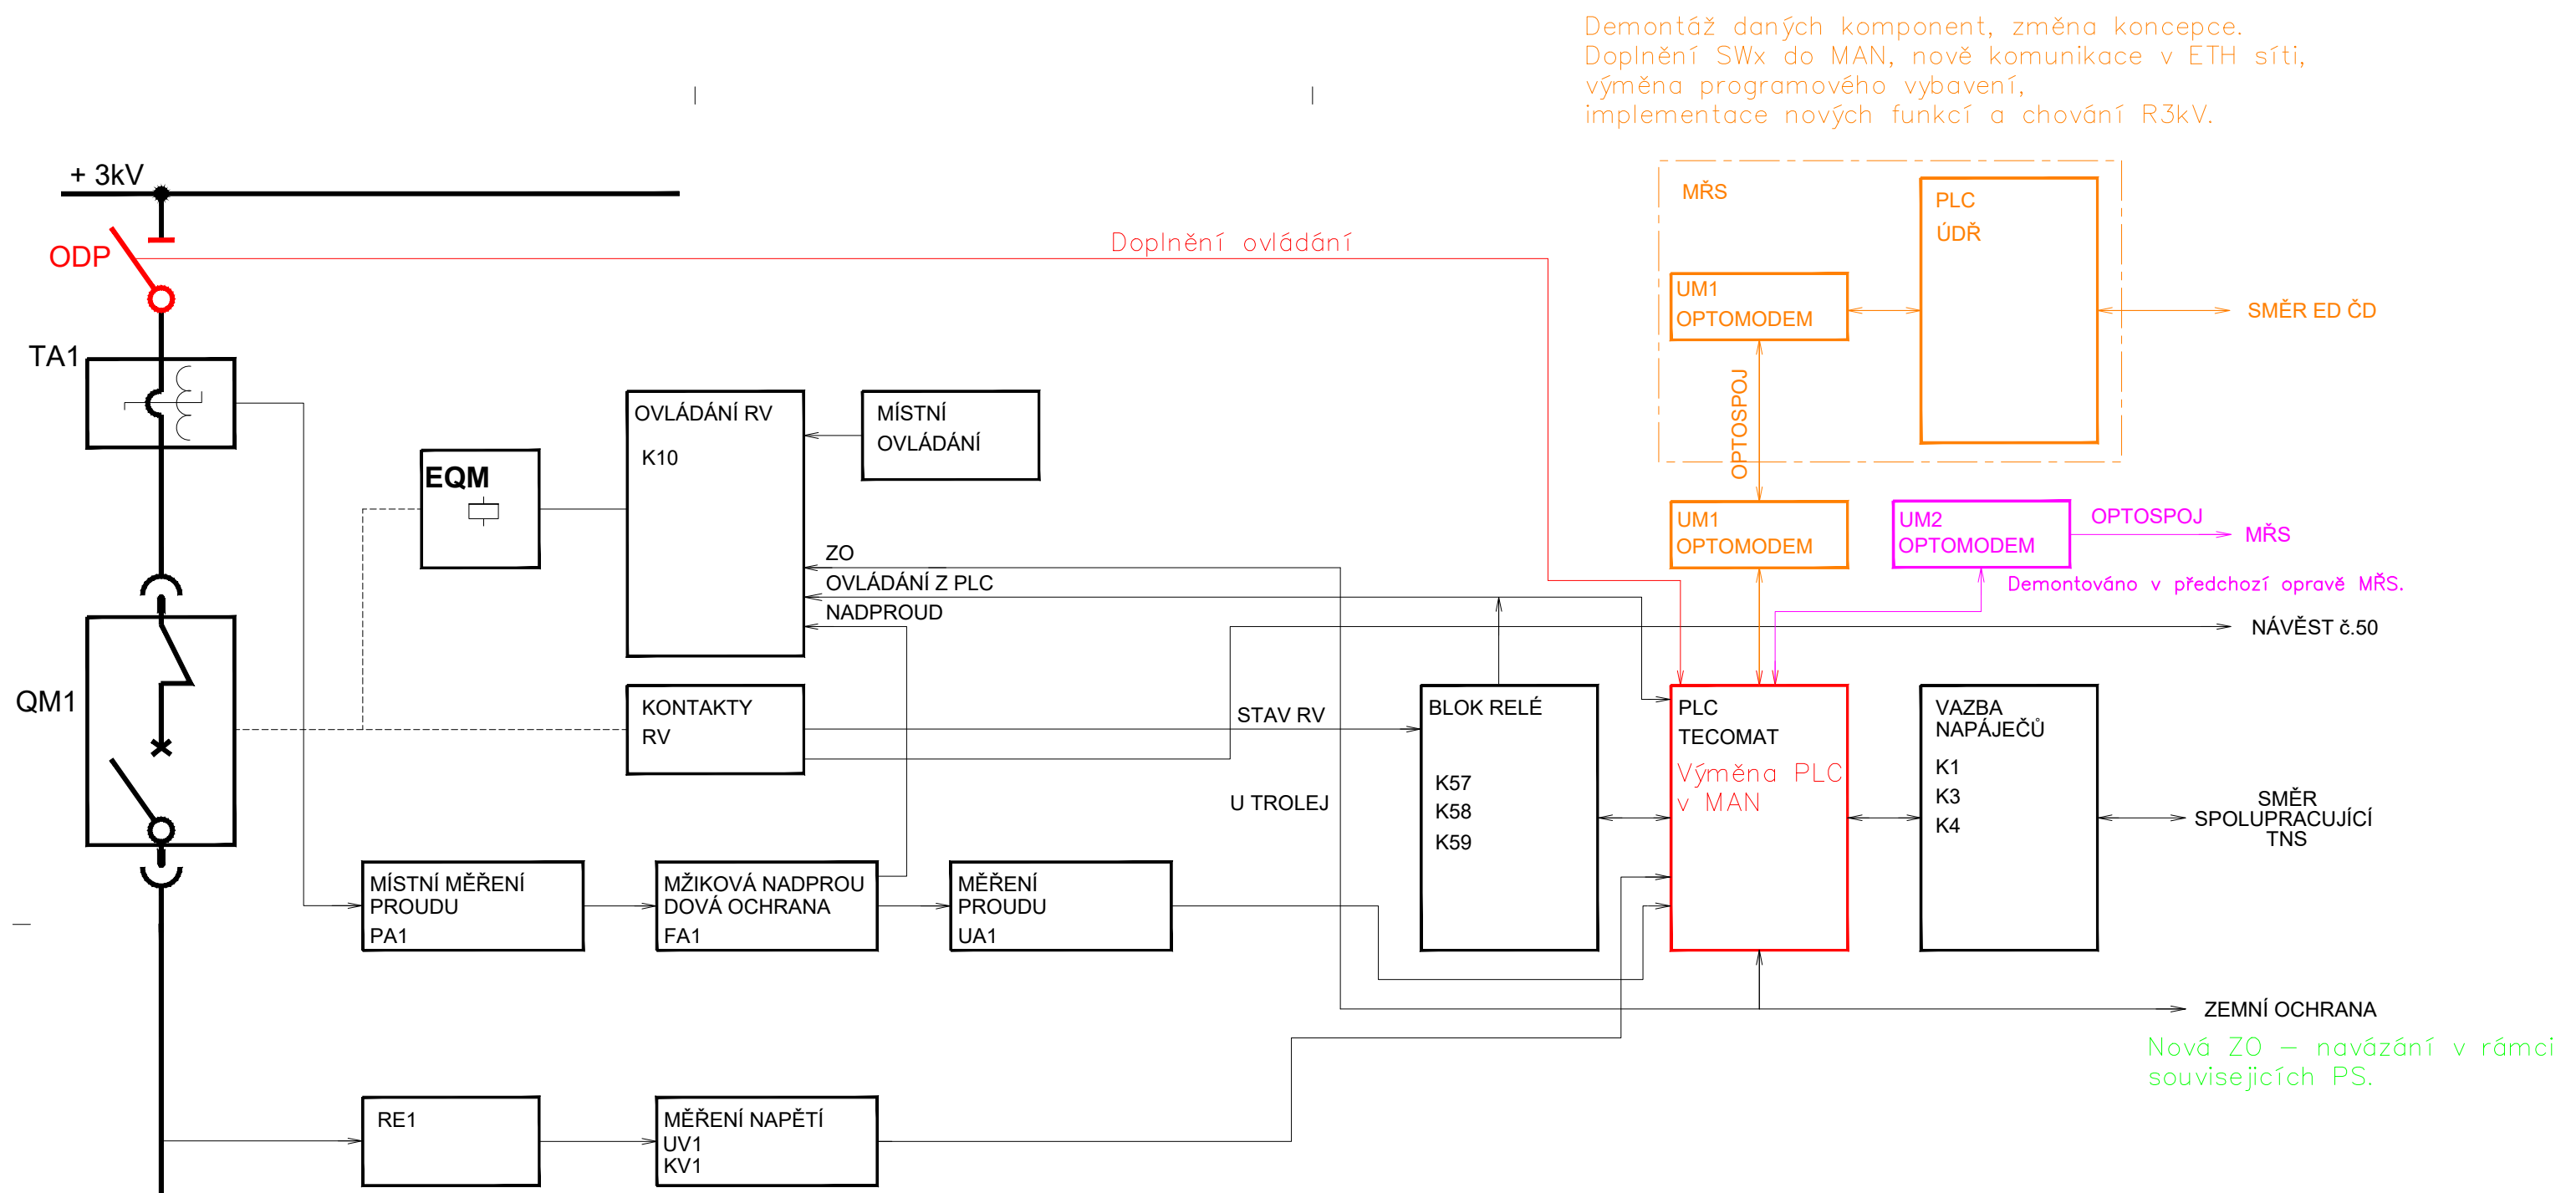 Demontáž daných komponent, změna koncepce.
Doplnění SWx do MAN, nově komunikace v ETH síti,
výměna programového vybavení,
implementace nových funkcí a chování R3kV.
+ 3kV
ODP
Doplnění ovládání
MŘS
PLC
ÚDŘ
UM1
OPTOMODEM
SMĚR ED ČD
OPTOSPOJ
TA1
OVLÁDÁNÍ RV
K10
MÍSTNÍ
OVLÁDÁNÍ
EQM
ZO
OVLÁDÁNÍ Z PLC
NADPROUD
UM1
OPTOMODEM
UM2
OPTOMODEM
OPTOSPOJ
MŘS
Demontováno v předchozí opravě MŘS.
NÁVĚST č.50
QM1
KONTAKTY
RV
STAV RV
U TROLEJ
BLOK RELÉ
K57
K58
K59
PLC
TECOMAT
Výměna PLC
v MAN
VAZBA
NAPÁJEČŮ
K1
K3
K4
SMĚR
SPOLUPRACUJÍCÍ
TNS
MÍSTNÍ MĚŘENÍ
PROUDU
PA1
MŽIKOVÁ NADPROU
DOVÁ OCHRANA
FA1
MĚŘENÍ
PROUDU
UA1
ZEMNÍ OCHRANA
Nová ZO – navázání v rámci
souvisejicích PS.
RE1
MĚŘENÍ NAPĚTÍ
UV1
KV1